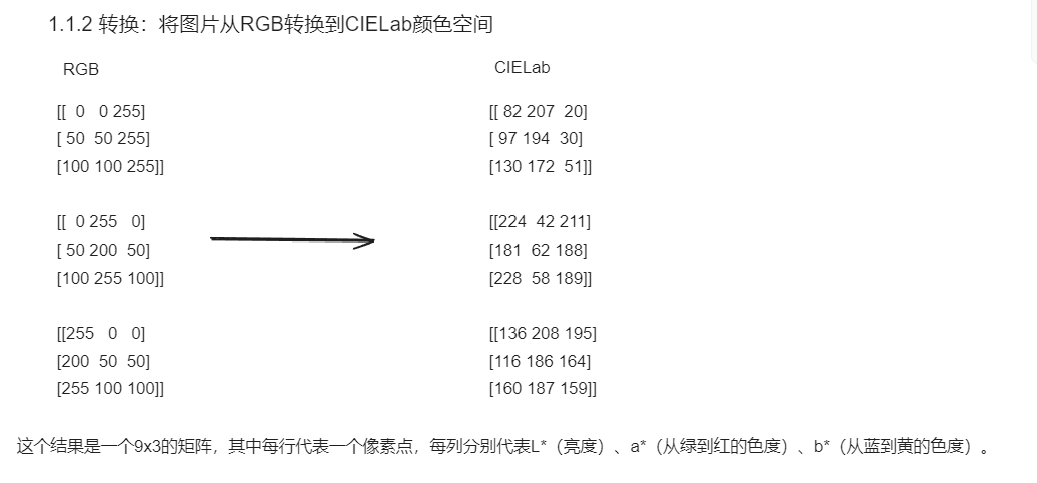 1.1.2 转换：将图片从RGB转换到CIELab颜色空间
RGB
CIELab
[[ 0 0 255]
[ 50 50 255]
[100 100 255]]
[[ 0 255 0]
[ 50 200 50]
[100 255 100]]
[[255 0 0]
[200 50 50]
[255 100 100]]
[[ 82 207 20]
[ 97 194 30]
[130 172 51]]
[[224 42 211]
[181 62 188]
[228 58 189]]
[[136 208 195]
[116 186 164]
[160 187 159]]
这个结果是一个9x3的矩阵，其中每行代表一个像素点，每列分别代表L*（亮度）、a*（从绿到红的色度）、b*（从蓝到黄的色度）。